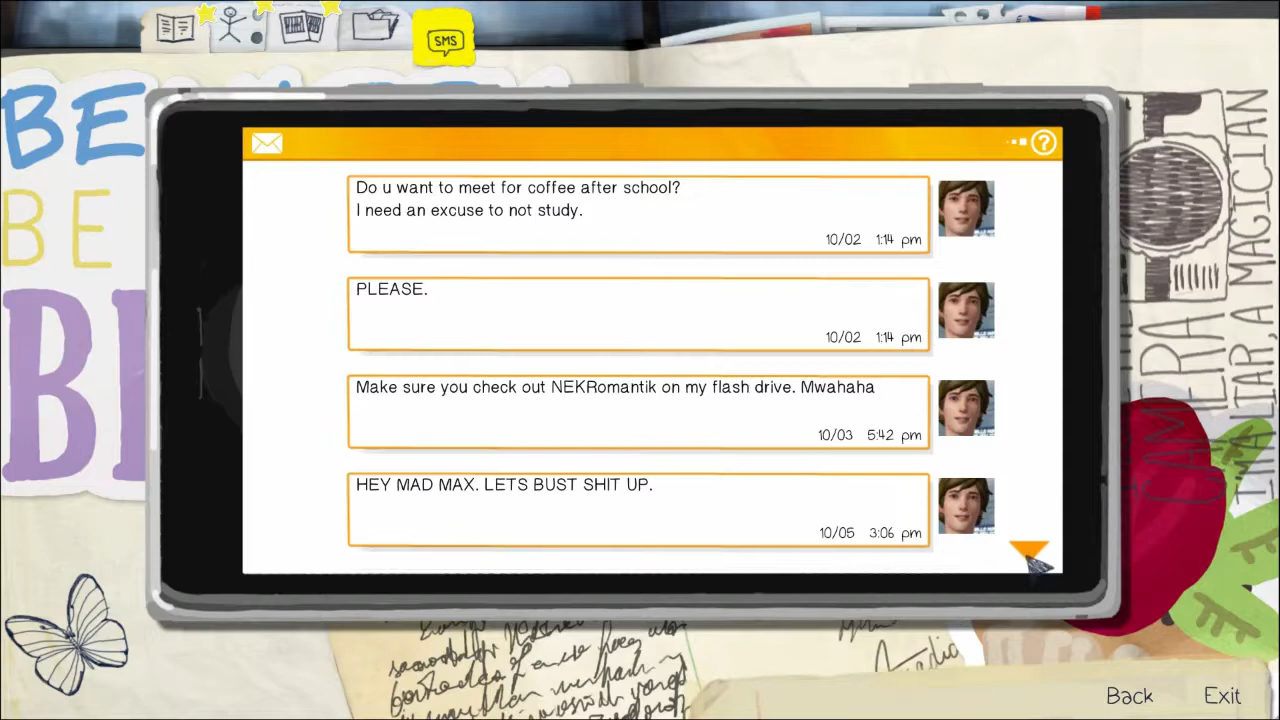 SMS
BE
BE
Do u want to meet for coffee after school?
I need an excuse to not study.
10/02 1:14 pm
PLEASE.
10/02 1:14 pm
Make sure you check out NEKRomantik on my flash drive. Mwahaha
10/03 5:42 pm
HEY MAD MAX. LETS BUST SHIT UP.
10/05 3:06 pm
?
CAMERA
LIAR, A MAGICIAN
Back
Exit